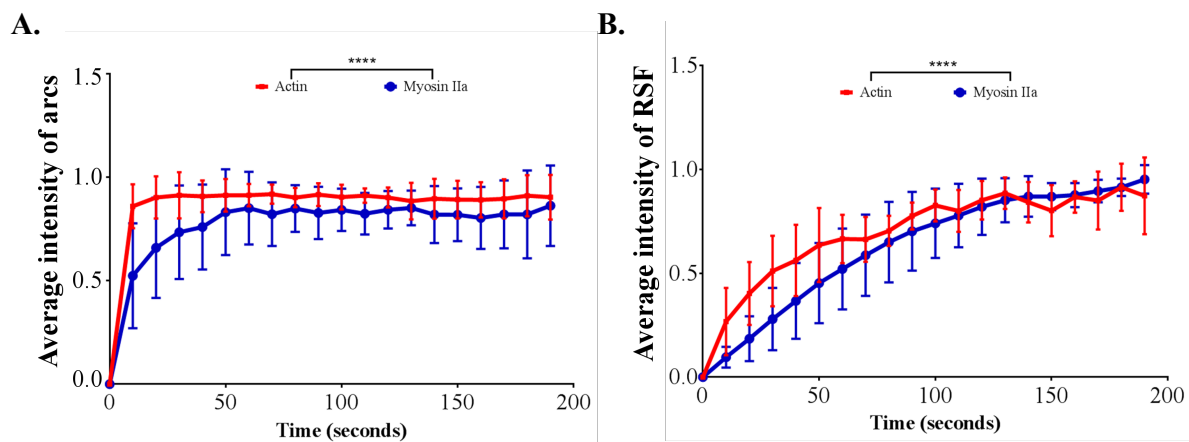 A.
****
Actin
Myosin IIa
Average intensity of arcs
1.5
1.0
0.5
0.0
0
50
100
150
200
Time (seconds)
B.
****
Actin
Myosin IIa
Average intensity of RSF
1.5
1.0
0.5
0.0
0
50
100
150
200
Time (seconds)